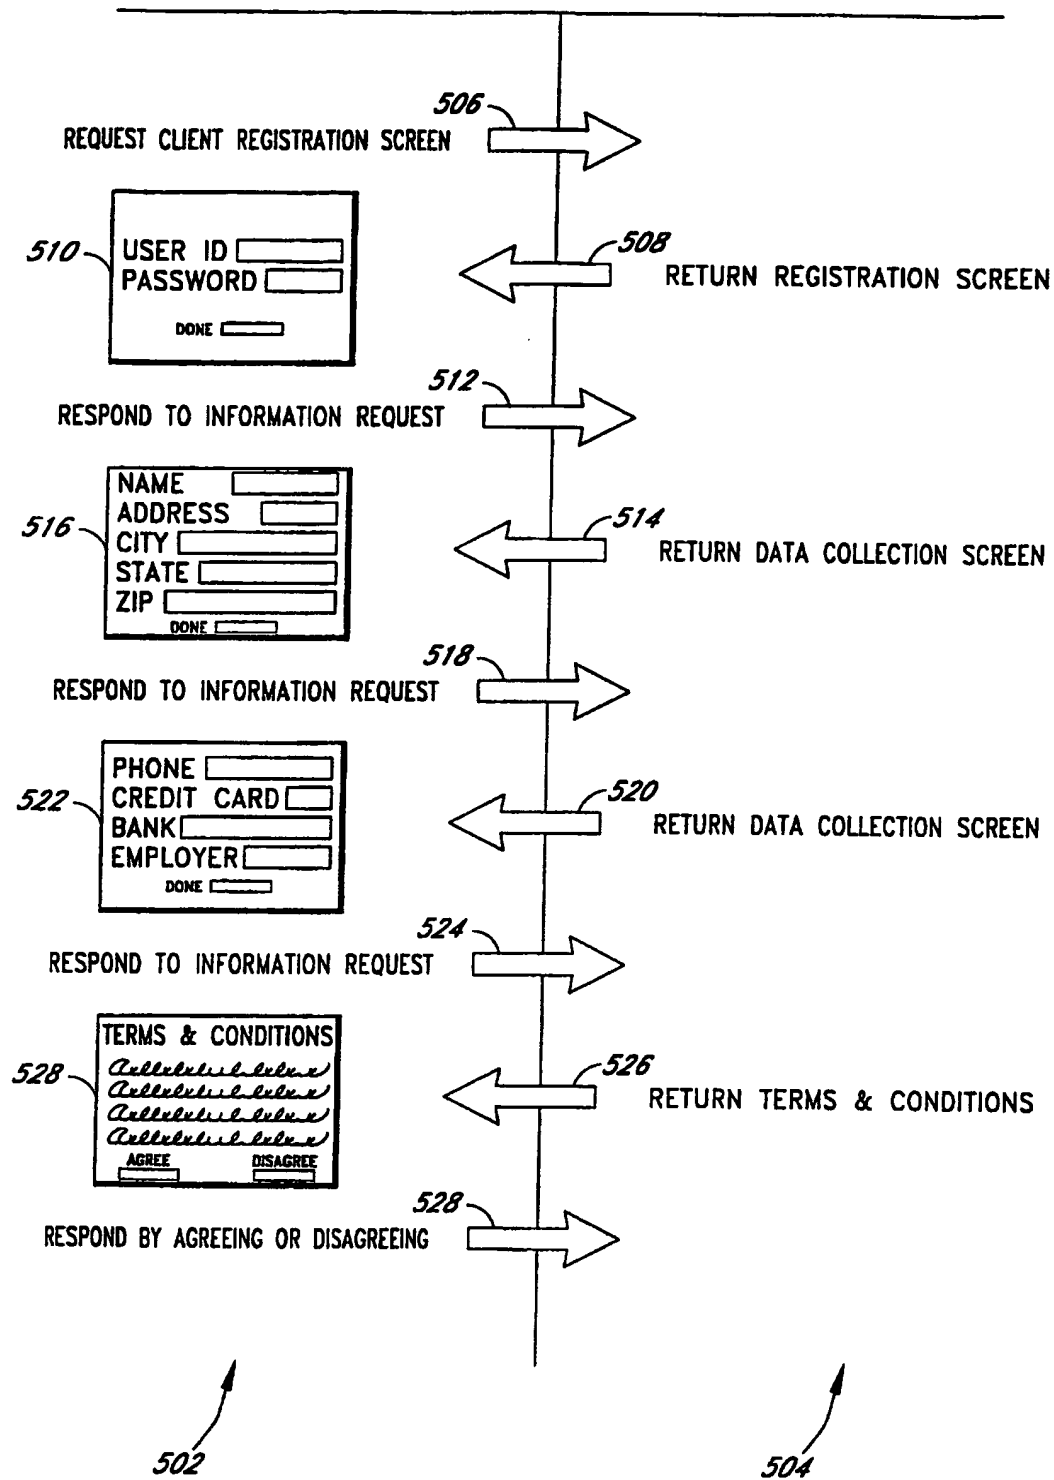 506
REQUEST CLIENT REGISTRATION SCREEN
510
USER ID
PASSWORD
DONE
508
RETURN REGISTRATION SCREEN
512
RESPOND TO INFORMATION REQUEST
516
NAME
ADDRESS
CITY
STATE
ZIP
DONE
514
RETURN DATA COLLECTION SCREEN
518
RESPOND TO INFORMATION REQUEST
522
PHONE
CREDIT CARD
BANK
EMPLOYER
DONE
520
RETURN DATA COLLECTION SCREEN
524
RESPOND TO INFORMATION REQUEST
528
TERMS & CONDITIONS
AGREE DISAGREE
526
RETURN TERMS & CONDITIONS
528
RESPOND BY AGREEING OR DISAGREEING
502
504